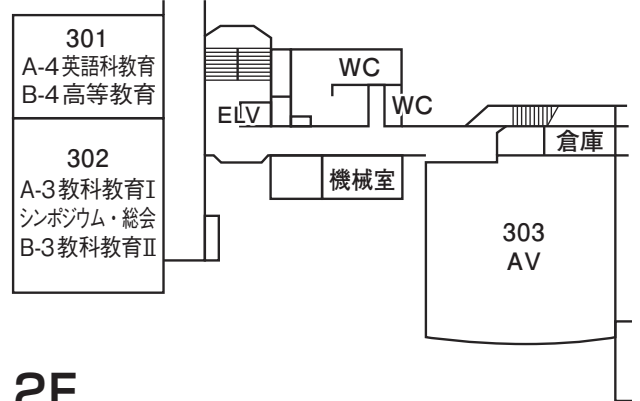 301
A-4英語科教育
B-4高等教育
302
A-3教科教育I
シンポジウム・総会
B-3教科教育II
ELV
WC
WC
機械室
倉庫
303
AV
2F